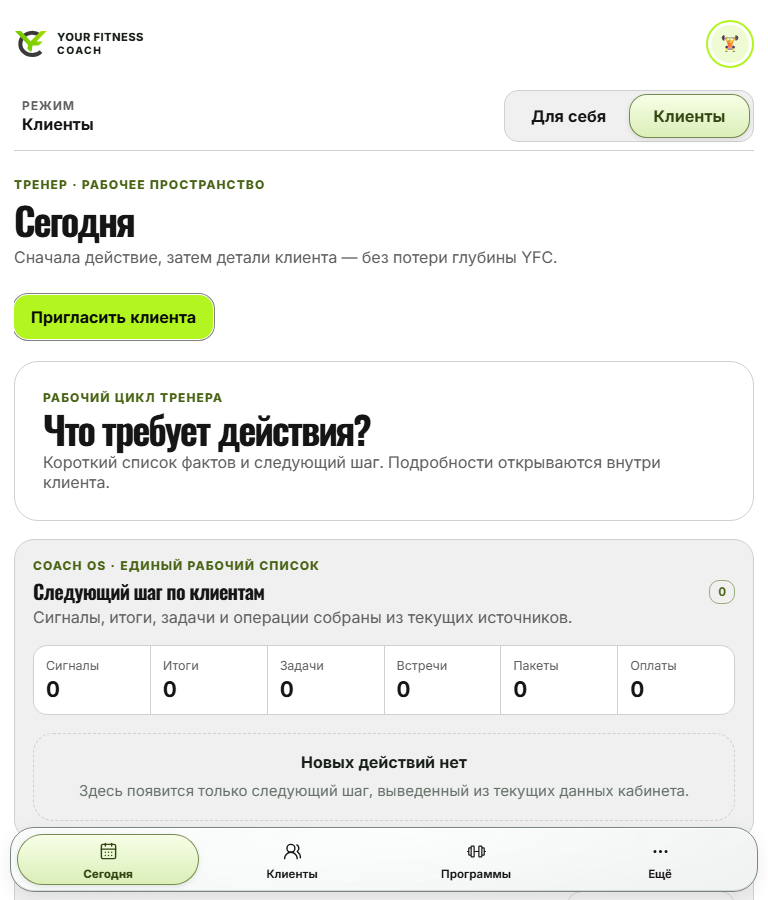 YOUR FITNESS
COACH
РЕЖИМ
Клиенты
Для себя
Клиенты
ТРЕНЕР · РАБОЧЕЕ ПРОСТРАНСТВО
Сегодня
Сначала действие, затем детали клиента — без потери глубины YFC.
Пригласить клиента
РАБОЧИЙ ЦИКЛ ТРЕНЕРА
Что требует действия?
Короткий список фактов и следующий шаг. Подробности открываются внутри
клиента.
COACH OS · ЕДИНЫЙ РАБОЧИЙ СПИСОК
Следующий шаг по клиентам
0
Сигналы, итоги, задачи и операции собраны из текущих источников.
Сигналы
0
Итоги
0
Задачи
0
Встречи
0
Пакеты
0
Оплаты
0
Новых действий нет
Здесь появится только следующий шаг, выведенный из текущих данных кабинета.
Сегодня
Клиенты
Программы
Ещё